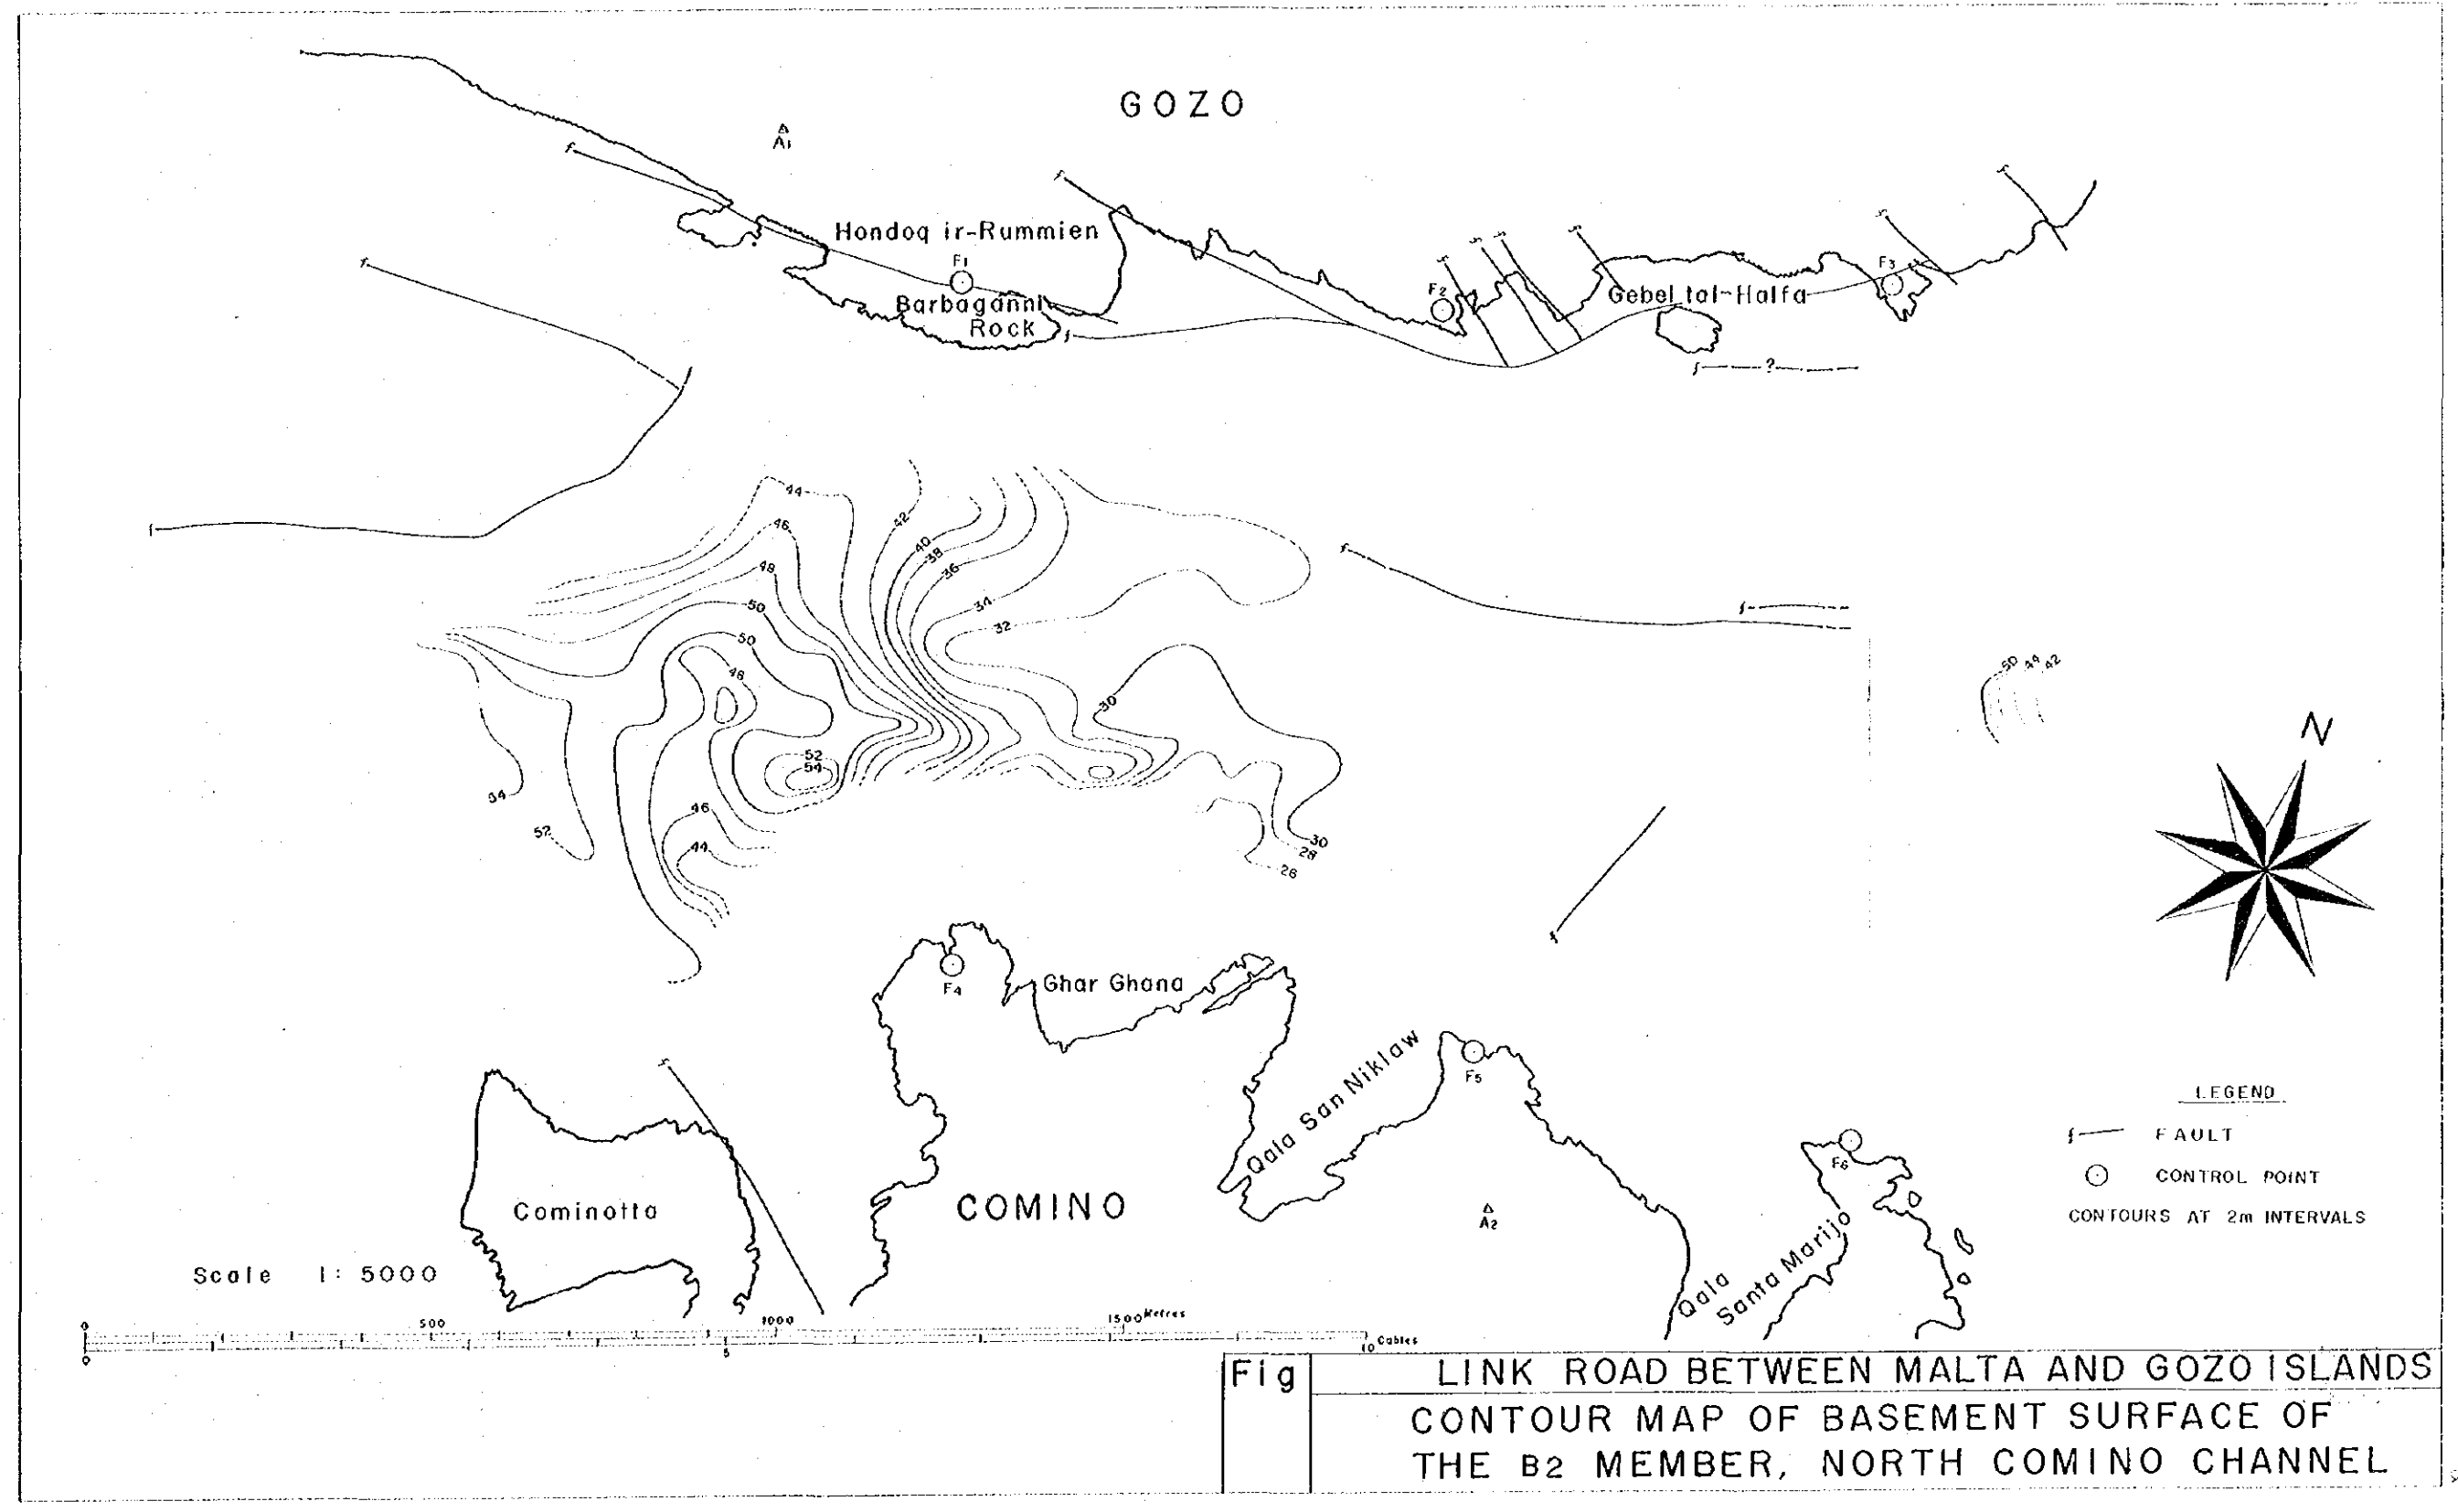 GOZO
A1
Hondoq ir-Rummien
F1
Barbaganni
Rock
F2
Gebel tal-Halfa
F3
f
?
44
46
48
50
50
46
42
40
38
36
34
32
30
52
54
54
52
46
44
30
28
26
50 44 42
N
F4
Ghar Ghana
Qala San Niklaw
F5
F6
Cominotta
COMINO
A2
Qala
Santa Marijo
LEGEND
f— FAULT
CONTROL POINT
CONTOURS AT 2m INTERVALS
Scale 1: 5000
0 500 1000 1500 Metres
0 5 10 Cables
Fig
LINK ROAD BETWEEN MALTA AND GOZO ISLANDS
CONTOUR MAP OF BASEMENT SURFACE OF
THE B2 MEMBER, NORTH COMINO CHANNEL